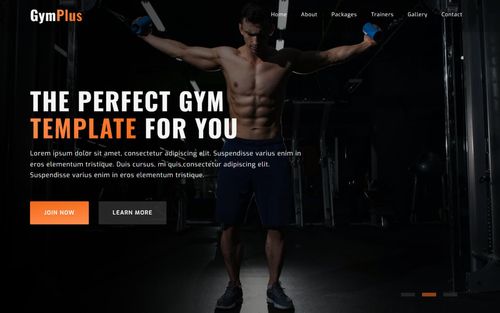 GymPlus
Home About Packages Trainers Gallery Contact
THE PERFECT GYM
TEMPLATE FOR YOU
Lorem ipsum dolor sit amet, consectetur adipiscing elit. Suspendisse varius enim in
eros elementum tristique. Duis cursus, mi quis consectetur adipiscing elit.
Suspendisse varius enim in eros elementum tristique.
JOIN NOW
LEARN MORE